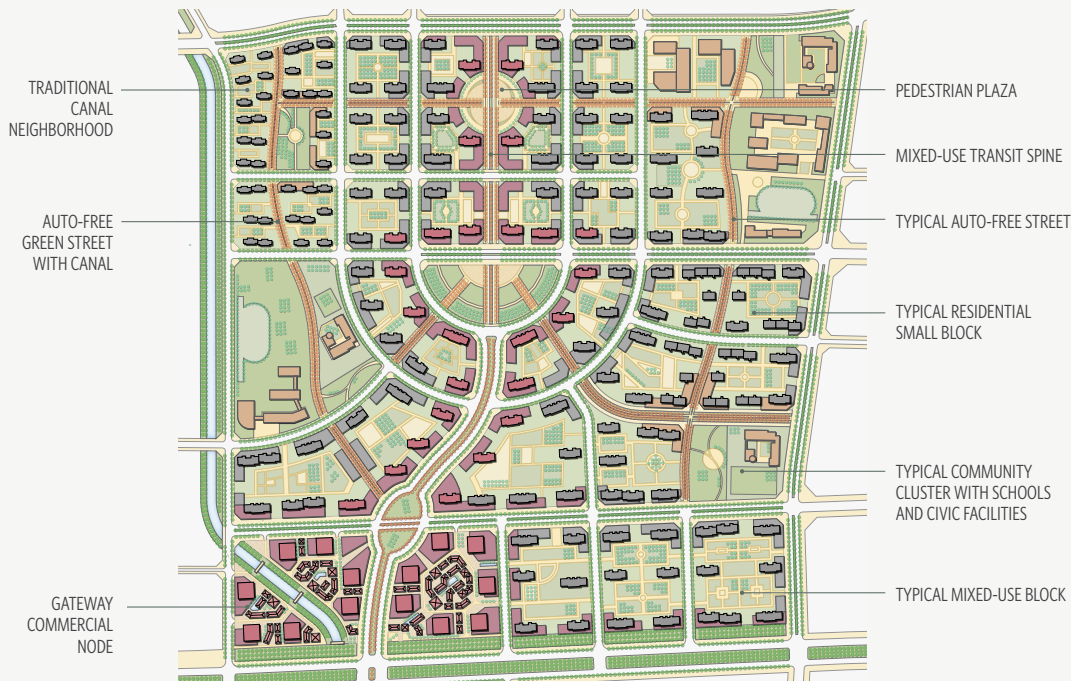 TRADITIONAL
CANAL
NEIGHBORHOOD
AUTO-FREE
GREEN STREET
WITH CANAL
GATEWAY
COMMERCIAL
NODE
PEDESTRIAN PLAZA
MIXED-USE TRANSIT SPINE
TYPICAL AUTO-FREE STREET
TYPICAL RESIDENTIAL
SMALL BLOCK
TYPICAL COMMUNITY
CLUSTER WITH SCHOOLS
AND CIVIC FACILITIES
TYPICAL MIXED-USE BLOCK